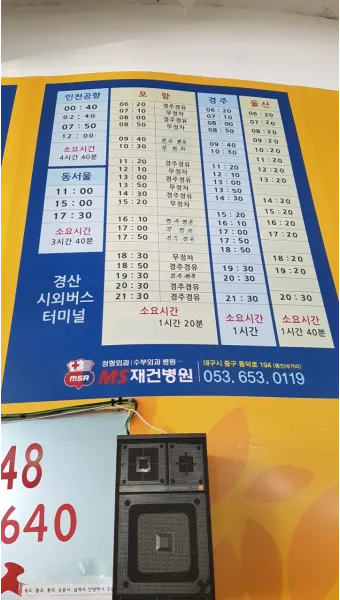 인천공항
00 : 40
02 : 40
07 : 50
12 : 00
소요시간
4시간 40분
동서울
11 : 00
15 : 00
17 : 30
소요시간
3시간 40분
경산
시외버스
터미널
포 항
06 : 20 경주경유
07 : 10 무정차
08 : 00 경주경유
08 : 50 무정차
09 : 40 경주경유
10 : 30 무정차
11 : 20 경주경유
12 : 10 무정차
13 : 00 경주경유
13 : 50 무정차
14 : 30 경주경유
15 : 20 경주경유
16 : 10 경주경유
17 : 00 무정차
17 : 50 경주경유
18 : 30 무정차
18 : 50 경주경유
19 : 30 경주경유
20 : 30 경주경유
21 : 30 경주경유
소요시간
1시간 20분
경 주
06 : 20
07 : 10
08 : 00
08 : 50
09 : 40
10 : 30
11 : 20
12 : 10
13 : 00
13 : 50
14 : 30
15 : 20
16 : 10
17 : 00
17 : 50
18 : 50
19 : 30
21 : 30
소요시간
1시간
울 산
06 : 20
07 : 20
08 : 20
09 : 20
10 : 20
11 : 20
12 : 20
13 : 20
14 : 20
15 : 20
16 : 20
17 : 20
18 : 20
19 : 20
20 : 30
소요시간
1시간 40분
MSR
정형외과 | 수부외과 병원
MS 재건병원
대구시 중구 동덕로 194
053. 653. 0119
48
640